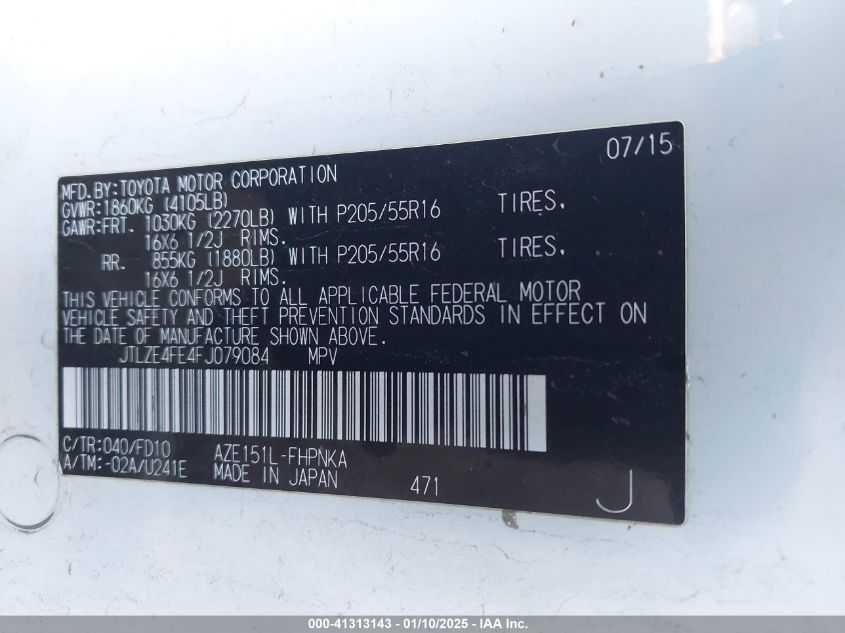 07/15
MFD.BY:TOYOTA MOTOR CORPORATION
GVWR:1860KG (4105LB)
GAWR:FRT. 1030KG (2270LB) WITH P205/55R16 TIRES,
16X6 1/2J RIMS.
RR. 855KG (1880LB) WITH P205/55R16 TIRES,
16X6 1/2J RIMS.
THIS VEHICLE CONFORMS TO ALL APPLICABLE FEDERAL MOTOR
VEHICLE SAFETY AND THEFT PREVENTION STANDARDS IN EFFECT ON
THE DATE OF MANUFACTURE SHOWN ABOVE.
JTLZE4FE4FJ079084 MPV
C/TR:040/FD10 AZE151L-FHPNKA
A/TM:-02A/U241E MADE IN JAPAN 471 J
000-41313143 - 01/10/2025 - IAA Inc.